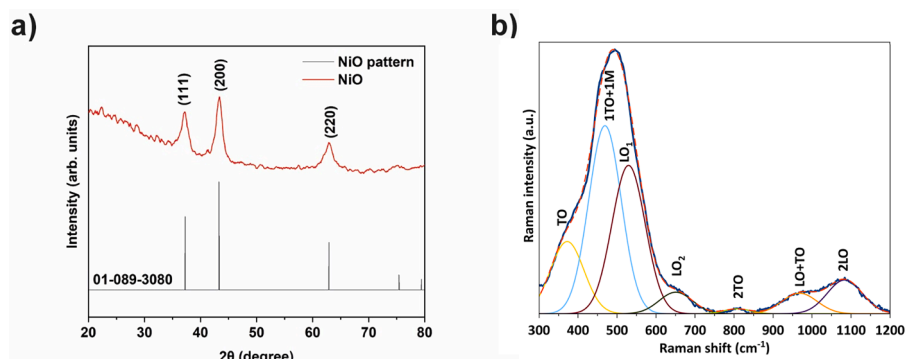 a)
Intensity (arb. units)
NiO pattern
NiO
(111)
(200)
(220)
01-089-3080
20 30 40 50 60 70 80
2θ (degree)
b)
Raman intensity (a.u.)
TO
1TO+1M
LO1
LO2
2TO
LO+TO
2LO
300 400 500 600 700 800 900 1000 1100 1200
Raman shift (cm-1)